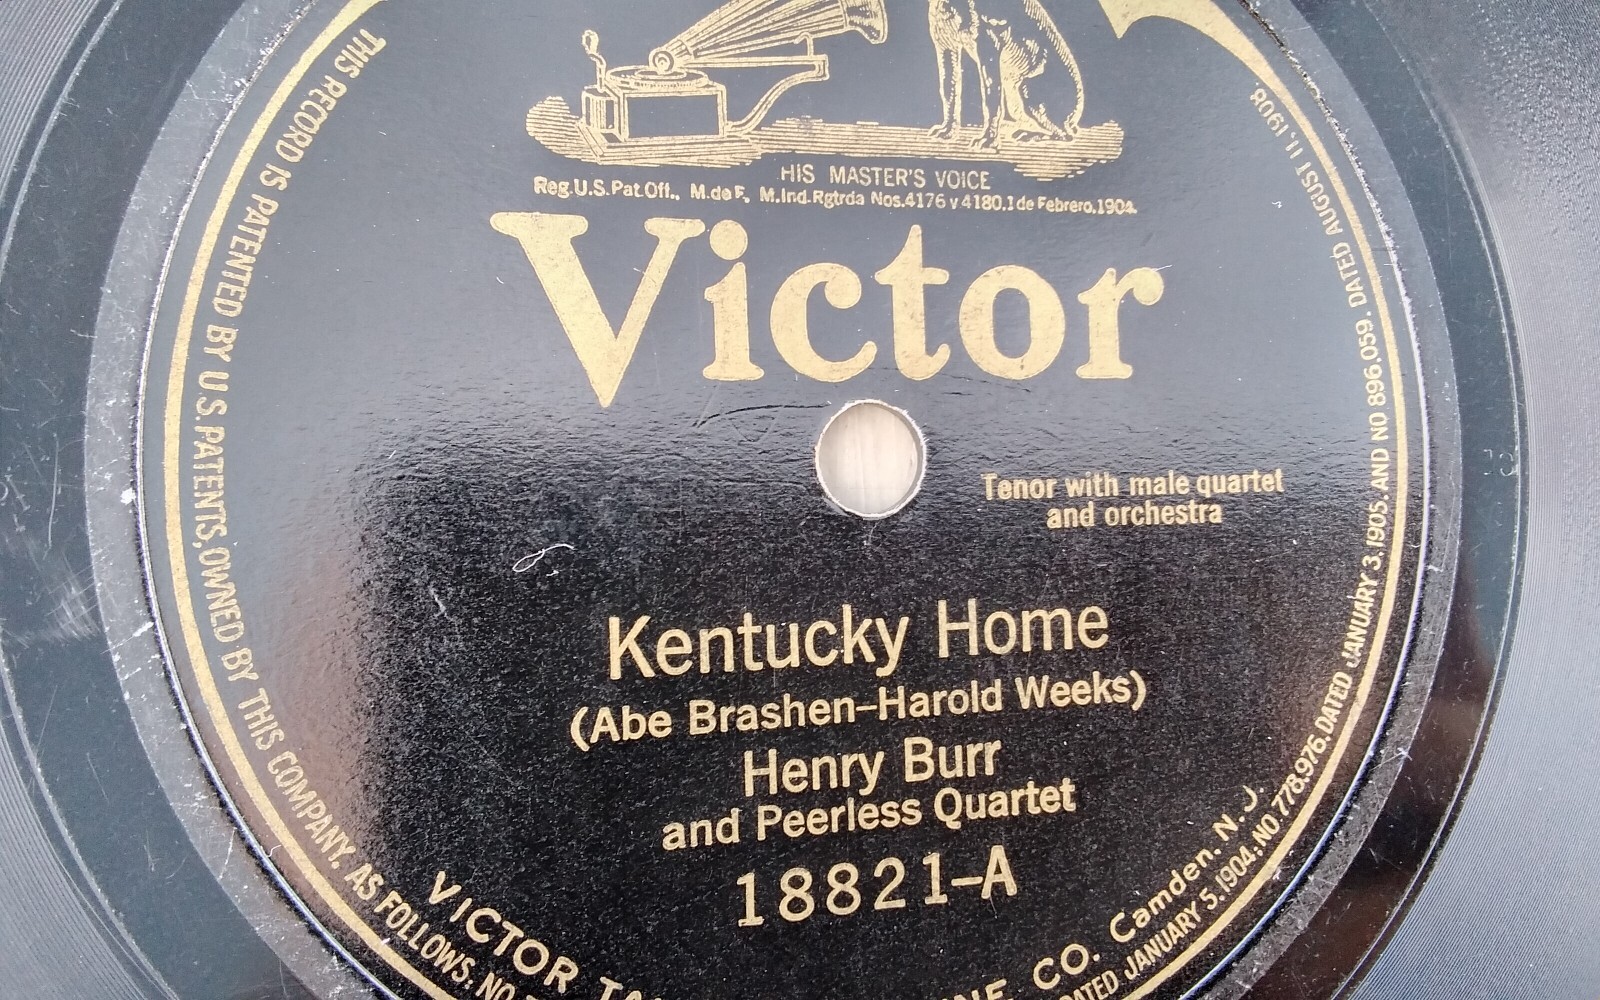 HIS MASTER'S VOICE
Reg.U.S.Pat.Off., M.de F., M.Ind.Rgtrda Nos.4176 y 4180.1 de Febrero.1904.
Victor
Tenor with male quartet
and orchestra
Kentucky Home
(Abe Brashen–Harold Weeks)
Henry Burr
and Peerless Quartet
18821–A
VICTOR CO. Camden. N.J.
THIS RECORD IS PATENTED BY U.S. PATENTS, OWNED BY THIS COMPANY. AS FOLLOWS: NO.
DATED JANUARY 5.1904: NO. 778.976. DATED JANUARY 3.1905. AND NO 896.059. DATED AUGUST 11.1908